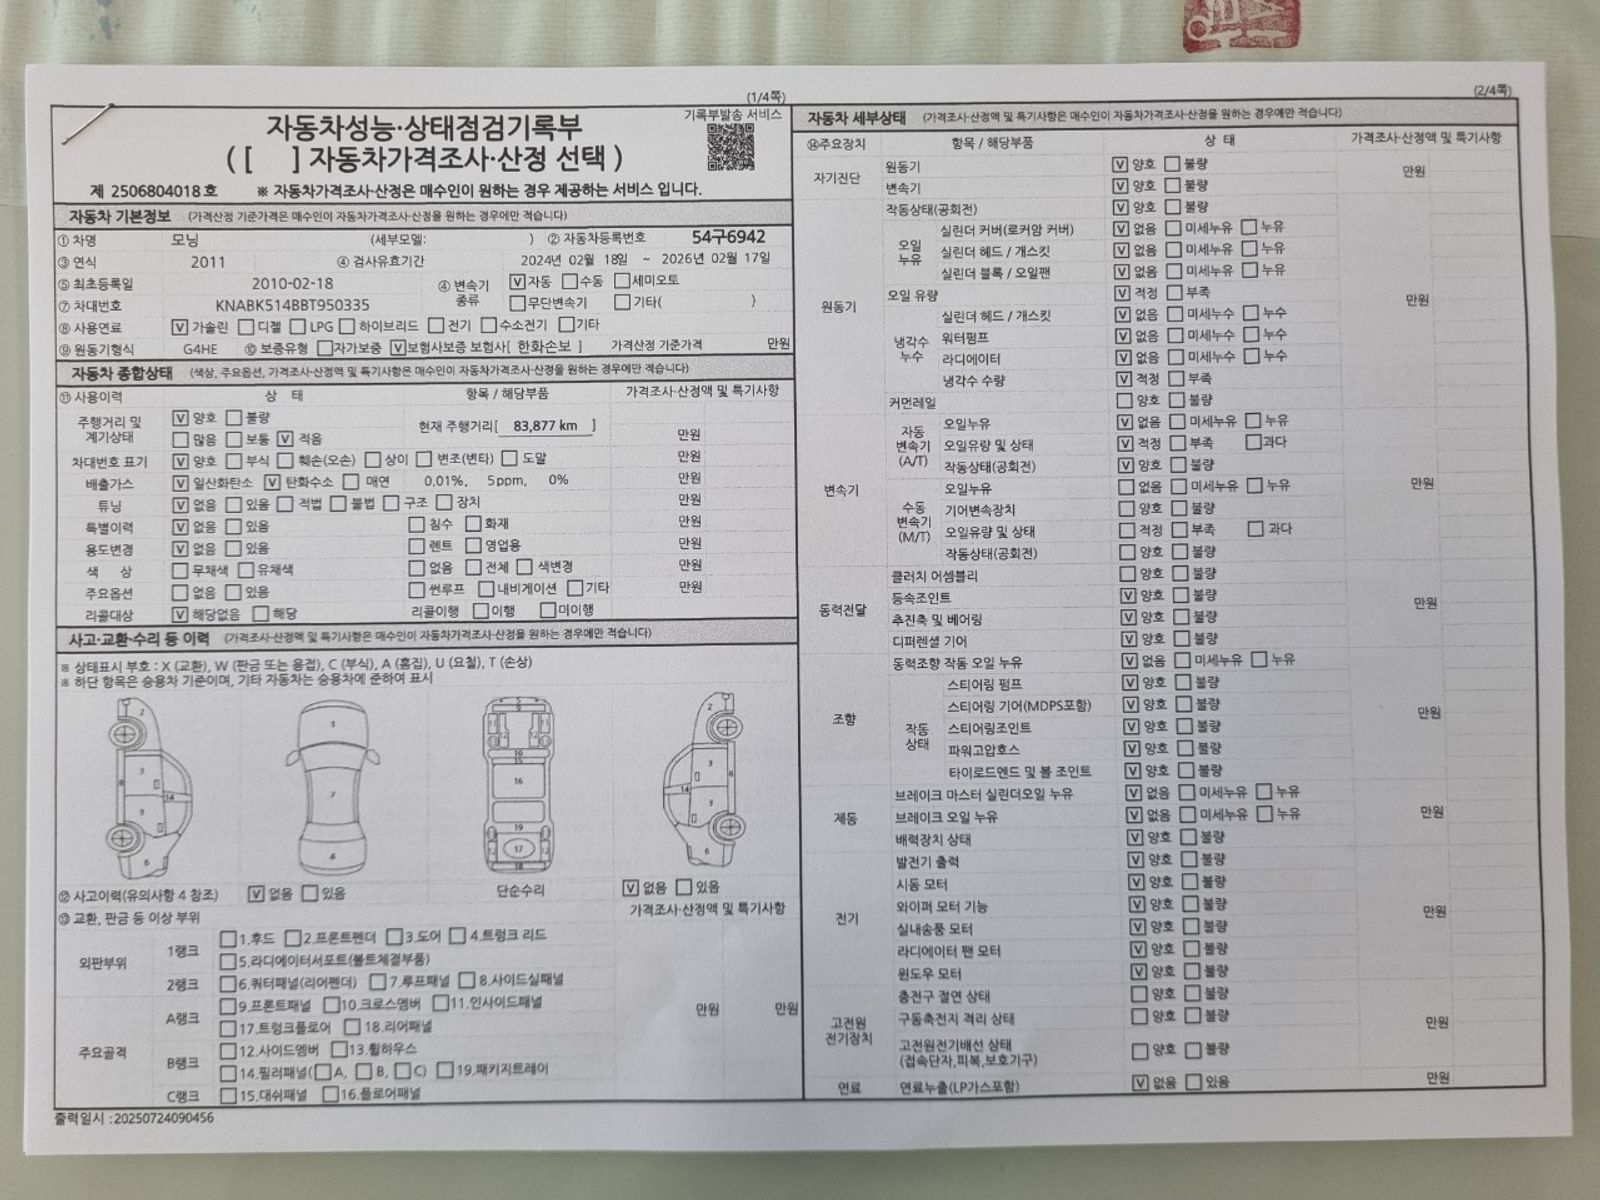 (1/4쪽)
자동차성능·상태점검기록부
( [ ] 자동차가격조사·산정 선택 )
기록부발송 서비스
제 2506804018 호 ※ 자동차가격조사·산정은 매수인이 원하는 경우 제공하는 서비스 입니다.
자동차 기본정보 (가격산정 기준가격은 매수인이 자동차가격조사·산정을 원하는 경우에만 적습니다)
① 차명 모닝 (세부모델: ) ② 자동차등록번호 54구6942
③ 연식 2011 ④ 검사유효기간 2024년 02월 18일 ~ 2026년 02월 17일
⑤ 최초등록일 2010-02-18 ④ 변속기 종류 V 자동 수동 세미오토
⑦ 차대번호 KNABK514BBT950335 무단변속기 기타( )
⑧ 사용연료 V 가솔린 디젤 LPG 하이브리드 전기 수소전기 기타
⑨ 원동기형식 G4HE ⑩ 보증유형 자가보증 V 보험사보증 보험사[ 한화손보 ] 가격산정 기준가격 만원
자동차 종합상태 (색상, 주요옵션, 가격조사·산정액 및 특기사항은 매수인이 자동차가격조사·산정을 원하는 경우에만 적습니다)
⑪ 사용이력 상 태 항목 / 해당부품 가격조사·산정액 및 특기사항
주행거리 및 계기상태 V 양호 불량 현재 주행거리[ 83,877 km ] 만원
많음 보통 V 적음
차대번호 표기 V 양호 부식 훼손(오손) 상이 변조(변타) 도말 만원
배출가스 V 일산화탄소 V 탄화수소 매연 0.01%, 5ppm, 0% 만원
튜닝 V 없음 있음 적법 불법 구조 장치 만원
특별이력 V 없음 있음 침수 화재 만원
용도변경 V 없음 있음 렌트 영업용 만원
색 상 무채색 유채색 없음 전체 색변경 만원
주요옵션 없음 있음 썬루프 내비게이션 기타 만원
리콜대상 V 해당없음 해당 리콜이행 이행 미이행
사고·교환·수리 등 이력 (가격조사·산정액 및 특기사항은 매수인이 자동차가격조사·산정을 원하는 경우에만 적습니다)
※ 상태표시 부호 : X (교환), W (판금 또는 용접), C (부식), A (흠집), U (요철), T (손상)
※ 하단 항목은 승용차 기준이며, 기타 자동차는 승용차에 준하여 표시
2 3 8 14 3 6
1 7 4
10 15 16 19 17 18
2 3 8 14 3 6
⑫ 사고이력(유의사항 4 참조) V 없음 있음 단순수리 V 없음 있음
⑬ 교환, 판금 등 이상 부위 가격조사·산정액 및 특기사항
외판부위 1랭크 1.후드 2.프론트펜더 3.도어 4.트렁크 리드
5.라디에이터서포트(볼트체결부품)
2랭크 6.쿼터패널(리어펜더) 7.루프패널 8.사이드실패널
주요골격 A랭크 9.프론트패널 10.크로스멤버 11.인사이드패널 만원 만원
17.트렁크플로어 18.리어패널
B랭크 12.사이드멤버 13.휠하우스
14.필러패널( A, B, C) 19.패키지트레이
C랭크 15.대쉬패널 16.플로어패널
출력일시 :20250724090456
(2/4쪽)
자동차 세부상태 (가격조사·산정액 및 특기사항은 매수인이 자동차가격조사·산정을 원하는 경우에만 적습니다)
⑭주요장치 항목 / 해당부품 상 태 가격조사·산정액 및 특기사항
자기진단 원동기 V 양호 불량 만원
변속기 V 양호 불량
원동기 작동상태(공회전) V 양호 불량 만원
오일 누유 실린더 커버(로커암 커버) V 없음 미세누유 누유
실린더 헤드 / 개스킷 V 없음 미세누유 누유
실린더 블록 / 오일팬 V 없음 미세누유 누유
오일 유량 V 적정 부족
냉각수 누수 실린더 헤드 / 개스킷 V 없음 미세누수 누수
워터펌프 V 없음 미세누수 누수
라디에이터 V 없음 미세누수 누수
냉각수 수량 V 적정 부족
커먼레일 양호 불량
변속기 자동 변속기 (A/T) 오일누유 V 없음 미세누유 누유 만원
오일유량 및 상태 V 적정 부족 과다
작동상태(공회전) V 양호 불량
수동 변속기 (M/T) 오일누유 없음 미세누유 누유
기어변속장치 양호 불량
오일유량 및 상태 적정 부족 과다
작동상태(공회전) 양호 불량
동력전달 클러치 어셈블리 양호 불량 만원
등속조인트 V 양호 불량
추진축 및 베어링 V 양호 불량
디퍼렌셜 기어 V 양호 불량
조향 동력조향 작동 오일 누유 V 없음 미세누유 누유 만원
작동 상태 스티어링 펌프 V 양호 불량
스티어링 기어(MDPS포함) V 양호 불량
스티어링조인트 V 양호 불량
파워고압호스 V 양호 불량
타이로드엔드 및 볼 조인트 V 양호 불량
제동 브레이크 마스터 실린더오일 누유 V 없음 미세누유 누유 만원
브레이크 오일 누유 V 없음 미세누유 누유
배력장치 상태 V 양호 불량
전기 발전기 출력 V 양호 불량 만원
시동 모터 V 양호 불량
와이퍼 모터 기능 V 양호 불량
실내송풍 모터 V 양호 불량
라디에이터 팬 모터 V 양호 불량
윈도우 모터 V 양호 불량
고전원 전기장치 충전구 절연 상태 양호 불량 만원
구동축전지 격리 상태 양호 불량
고전원전기배선 상태 (접속단자,피복,보호기구) 양호 불량
연료 연료누출(LP가스포함) V 없음 있음 만원